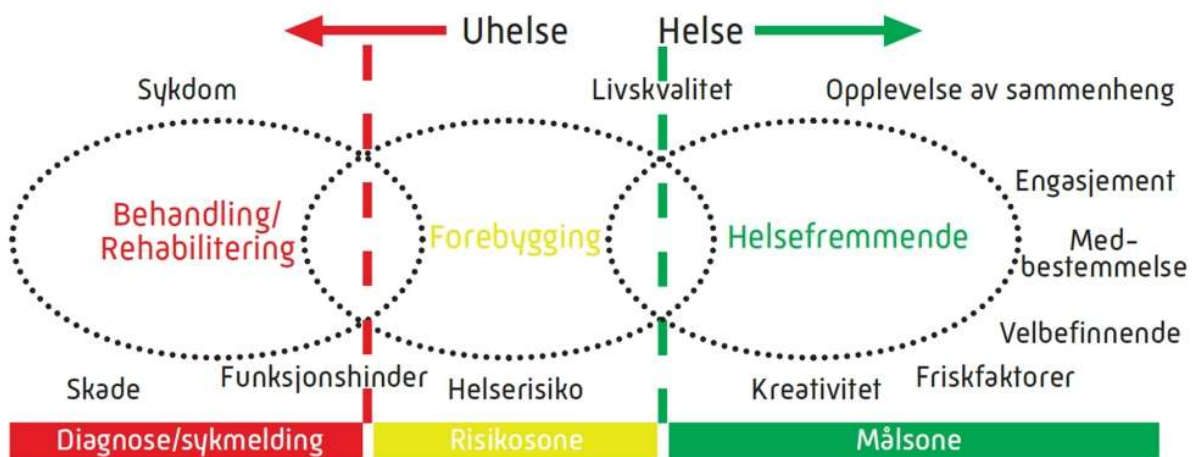 Uhelse Helse
Sykdom Livskvalitet Opplevelse av sammenheng
Engasjement
Behandling/
Rehabilitering
Forebygging
Helsefremmende
Med-
bestemmelse
Velbefinnende
Skade Funksjonshinder Helserisiko Kreativitet Friskfaktorer
Diagnose/sykmelding Risikosone Målsone